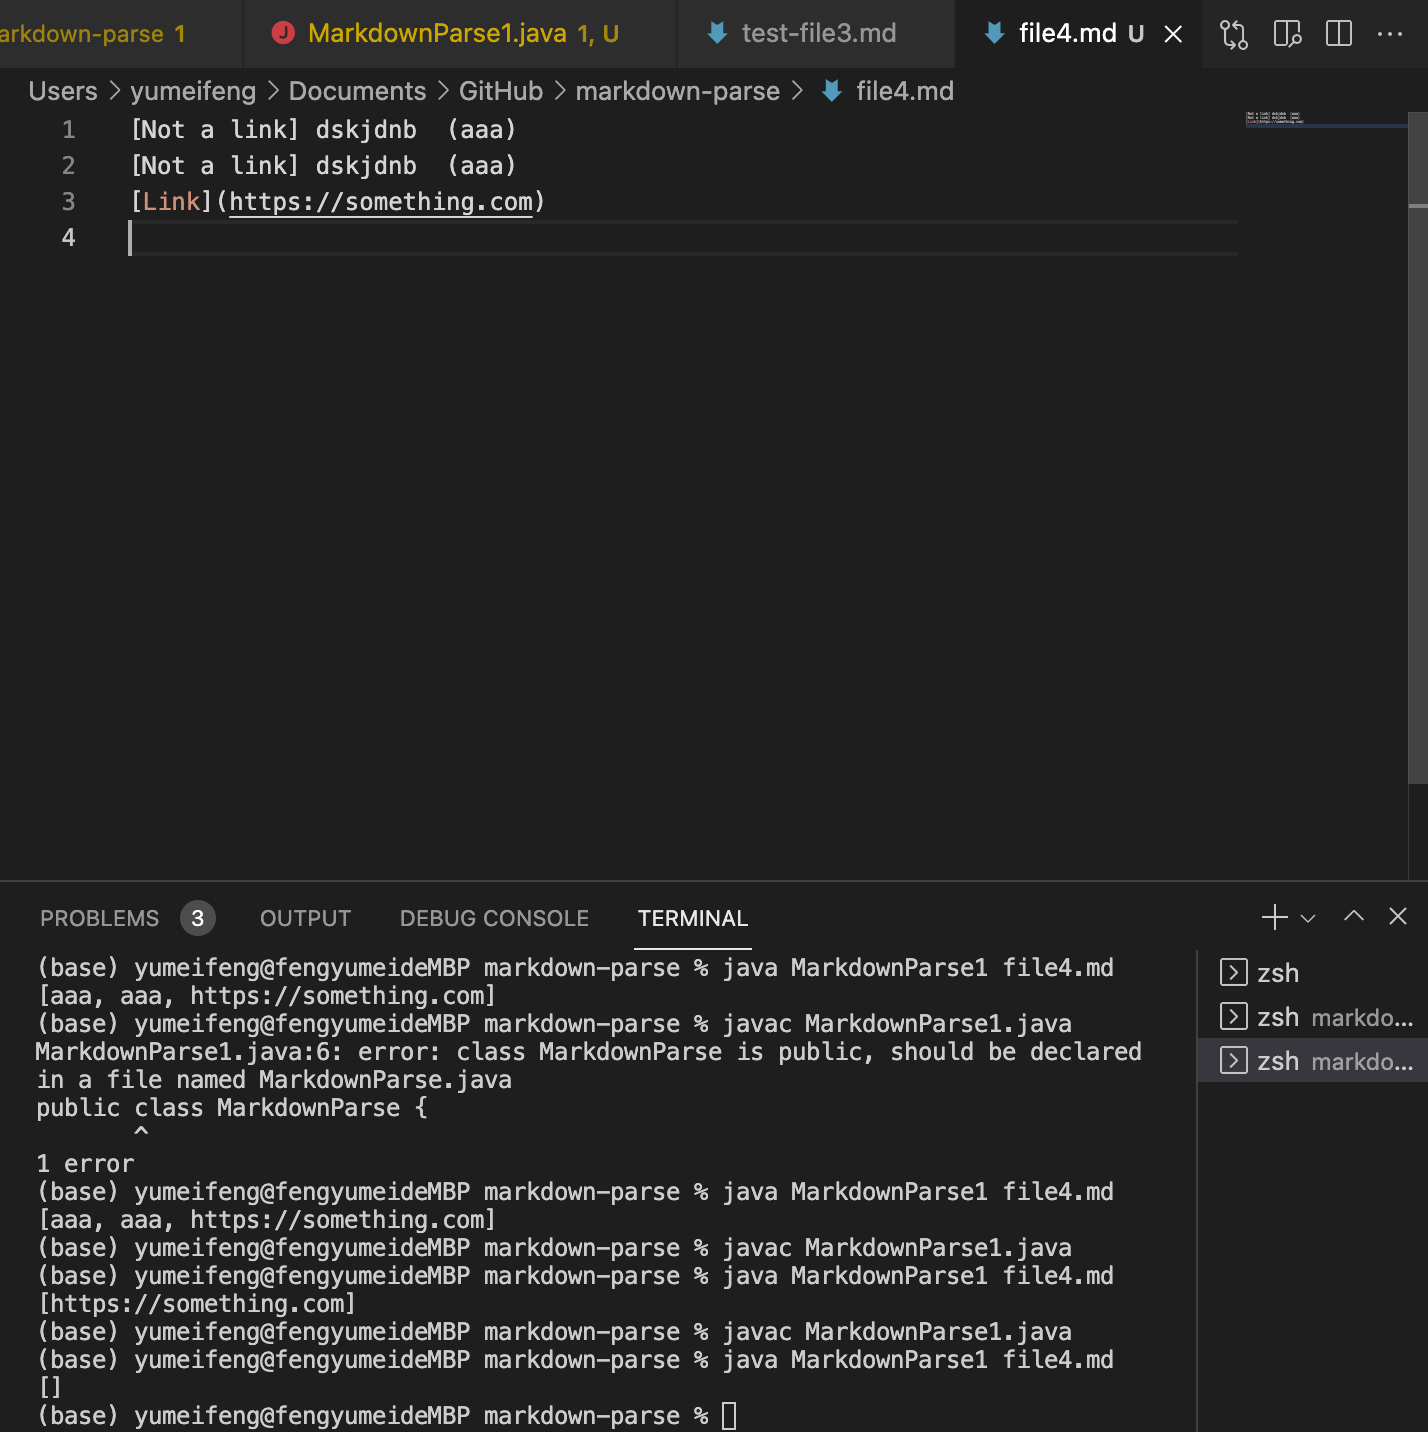 arkdown-parse 1 MarkdownParse1.java 1, U test-file3.md file4.md U
Users > yumeifeng > Documents > GitHub > markdown-parse > file4.md
1 [Not a link] dskjdnb  (aaa)
2 [Not a link] dskjdnb  (aaa)
3 [Link](https://something.com)
4
PROBLEMS 3 OUTPUT DEBUG CONSOLE TERMINAL
(base) yumeifeng@fengyumeideMBP markdown-parse % java MarkdownParse1 file4.md
[aaa, aaa, https://something.com]
(base) yumeifeng@fengyumeideMBP markdown-parse % javac MarkdownParse1.java
MarkdownParse1.java:6: error: class MarkdownParse is public, should be declared
in a file named MarkdownParse.java
public class MarkdownParse {
^
1 error
(base) yumeifeng@fengyumeideMBP markdown-parse % java MarkdownParse1 file4.md
[aaa, aaa, https://something.com]
(base) yumeifeng@fengyumeideMBP markdown-parse % javac MarkdownParse1.java
(base) yumeifeng@fengyumeideMBP markdown-parse % java MarkdownParse1 file4.md
[https://something.com]
(base) yumeifeng@fengyumeideMBP markdown-parse % javac MarkdownParse1.java
(base) yumeifeng@fengyumeideMBP markdown-parse % java MarkdownParse1 file4.md
[]
(base) yumeifeng@fengyumeideMBP markdown-parse %
zsh
zsh markdo...
zsh markdo...